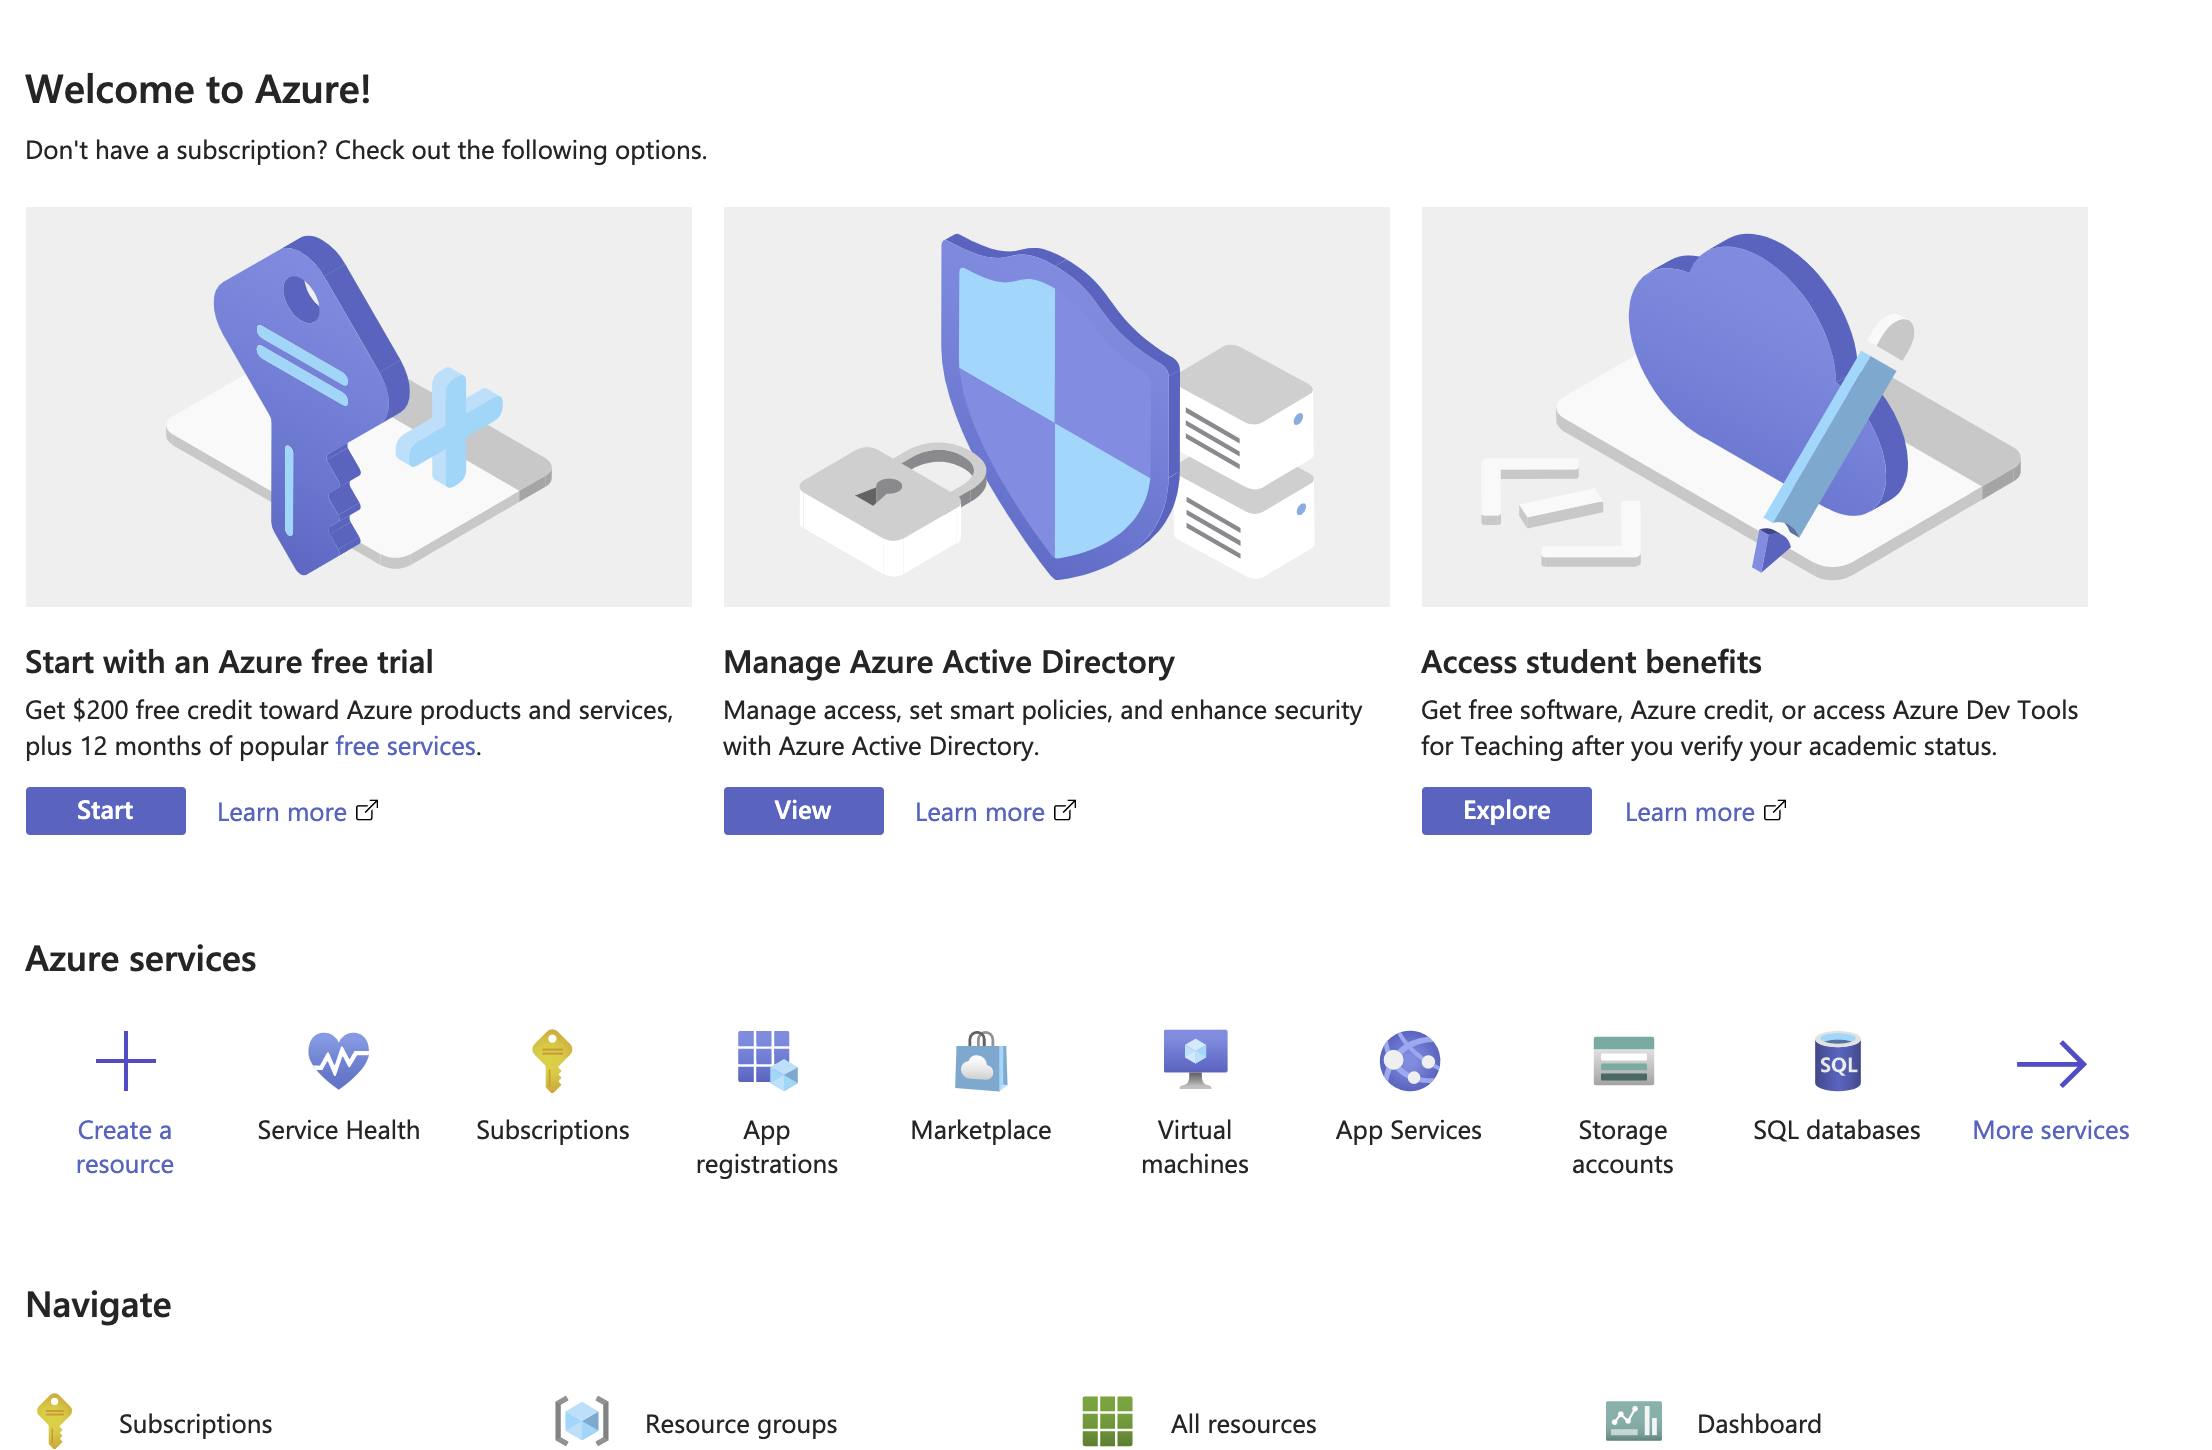 Welcome to Azure!
Don't have a subscription? Check out the following options.
Start with an Azure free trial
Get $200 free credit toward Azure products and services,
plus 12 months of popular free services.
Start
Learn more
Manage Azure Active Directory
Manage access, set smart policies, and enhance security
with Azure Active Directory.
View
Learn more
Access student benefits
Get free software, Azure credit, or access Azure Dev Tools
for Teaching after you verify your academic status.
Explore
Learn more
Azure services
Create a
resource
Service Health
Subscriptions
App
registrations
Marketplace
Virtual
machines
App Services
Storage
accounts
SQL
SQL databases
More services
Navigate
Subscriptions
Resource groups
All resources
Dashboard